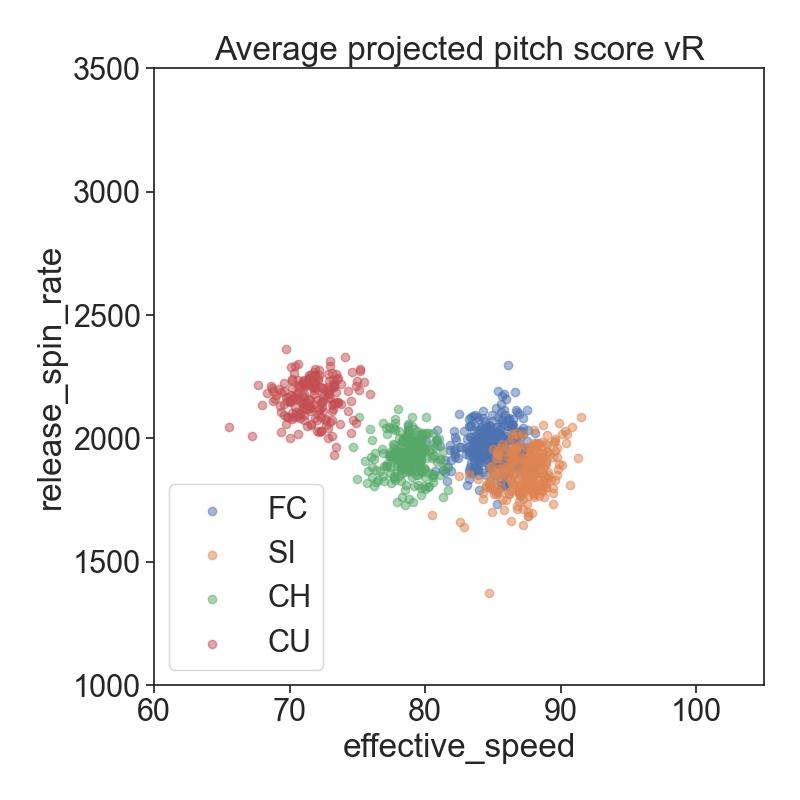 Average projected pitch score vR
3500
3000
2500
2000
1500
1000
release_spin_rate
FC
SI
CH
CU
60 70 80 90 100
effective_speed